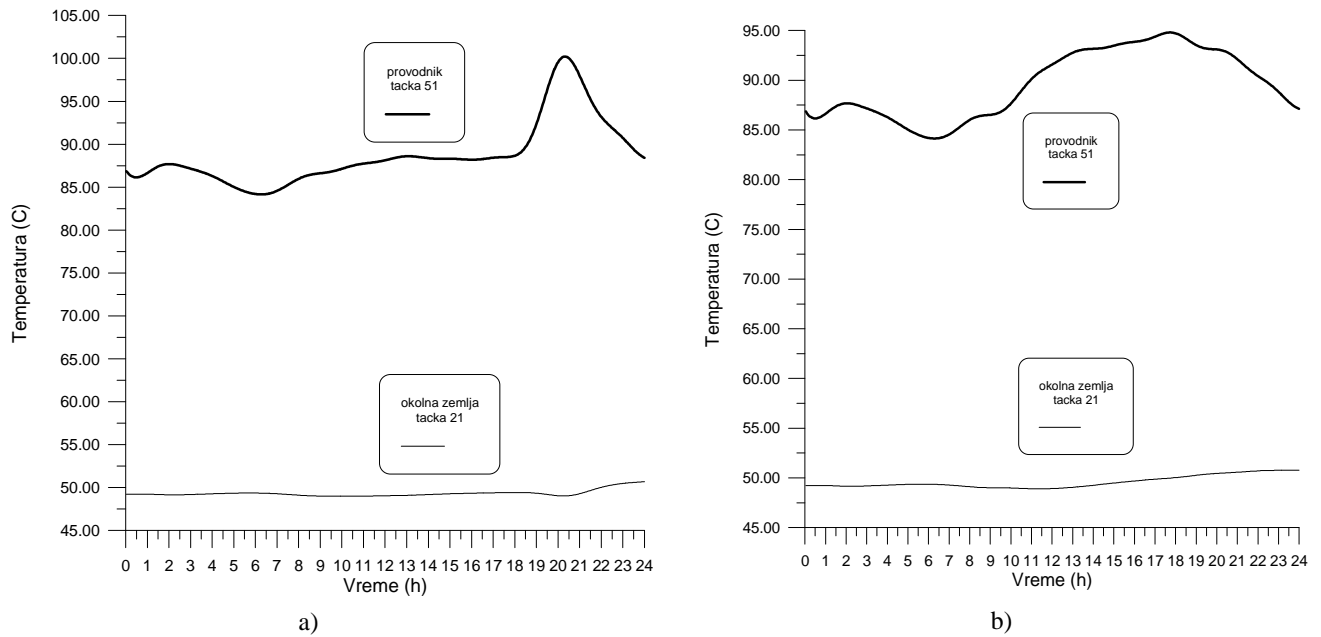 105.00
100.00
95.00
90.00
85.00
80.00
75.00
70.00
65.00
60.00
55.00
50.00
45.00
Temperatura (C)
provodnik
tacka 51
okolna zemlja
tacka 21
0 1 2 3 4 5 6 7 8 9 10 11 12 13 14 15 16 17 18 19 20 21 22 23 24
Vreme (h)
a)
95.00
90.00
85.00
80.00
75.00
70.00
65.00
60.00
55.00
50.00
45.00
Temperatura (C)
provodnik
tacka 51
okolna zemlja
tacka 21
0 1 2 3 4 5 6 7 8 9 10 11 12 13 14 15 16 17 18 19 20 21 22 23 24
Vreme (h)
b)